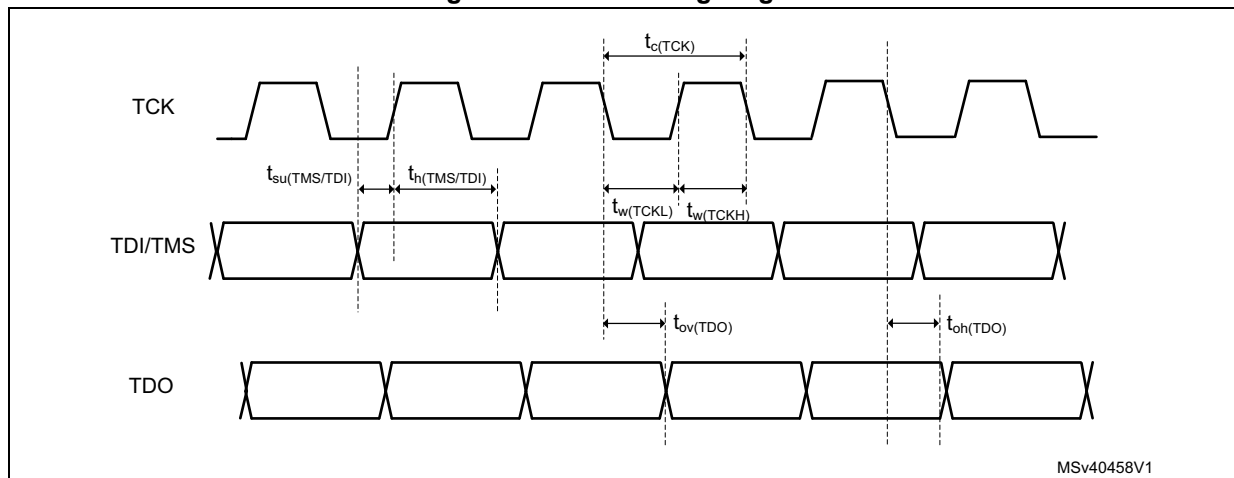 t_c(TCK)
TCK
t_su(TMS/TDI)
t_h(TMS/TDI)
t_w(TCKL)
t_w(TCKH)
TDI/TMS
t_ov(TDO)
t_oh(TDO)
TDO
MSv40458V1